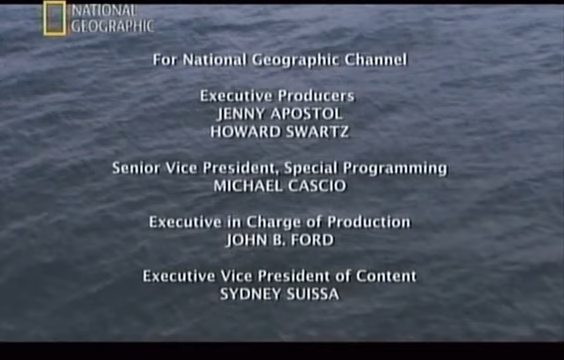 NATIONAL
GEOGRAPHIC
For National Geographic Channel
Executive Producers
JENNY APOSTOL
HOWARD SWARTZ
Senior Vice President, Special Programming
MICHAEL CASCIO
Executive in Charge of Production
JOHN B. FORD
Executive Vice President of Content
SYDNEY SUISSA